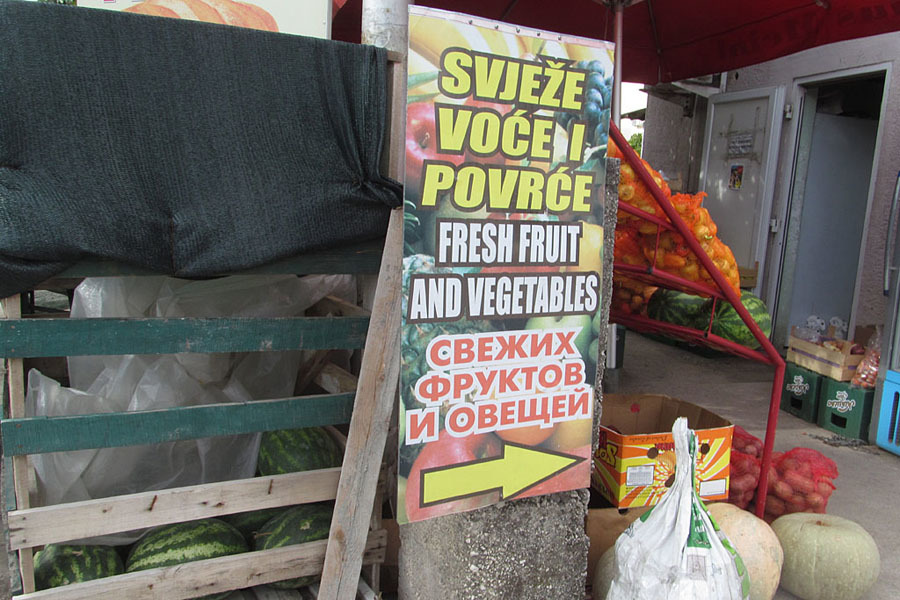 SVJEŽE
VOĆE I
POVRĆE
FRESH FRUIT
AND VEGETABLES
СВЕЖИХ
ФРУКТОВ
И ОВЕЩЕЙ